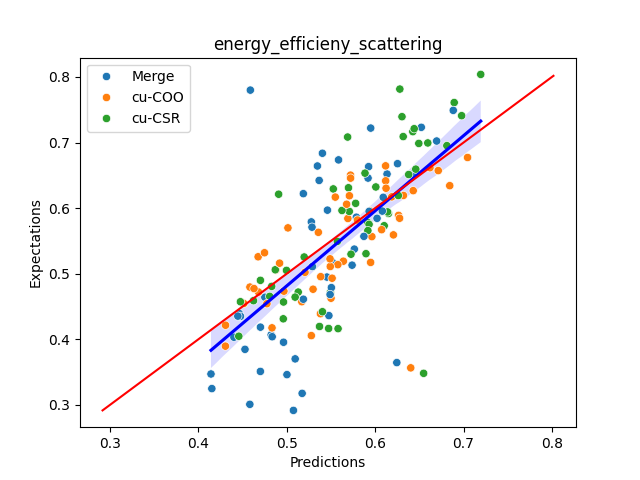 energy_efficieny_scattering
Merge
cu-COO
cu-CSR
Expectations
0.8
0.7
0.6
0.5
0.4
0.3
0.3 0.4 0.5 0.6 0.7 0.8
Predictions